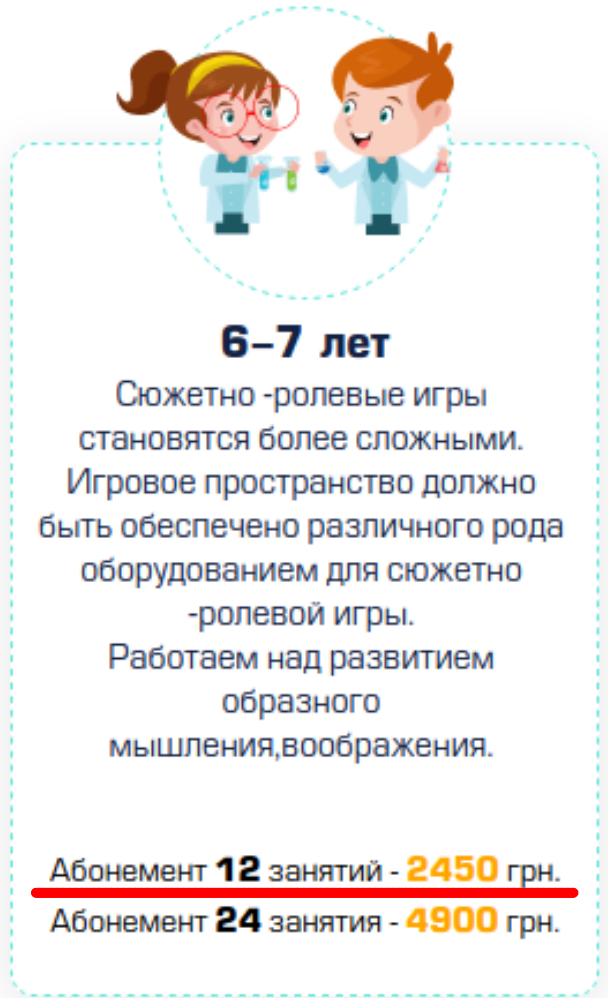 6–7 лет
Сюжетно -ролевые игры
становятся более сложными.
Игровое пространство должно
быть обеспечено различного рода
оборудованием для сюжетно
-ролевой игры.
Работаем над развитием
образного
мышления,воображения.
Абонемент 12 занятий - 2450 грн.
Абонемент 24 занятия - 4900 грн.